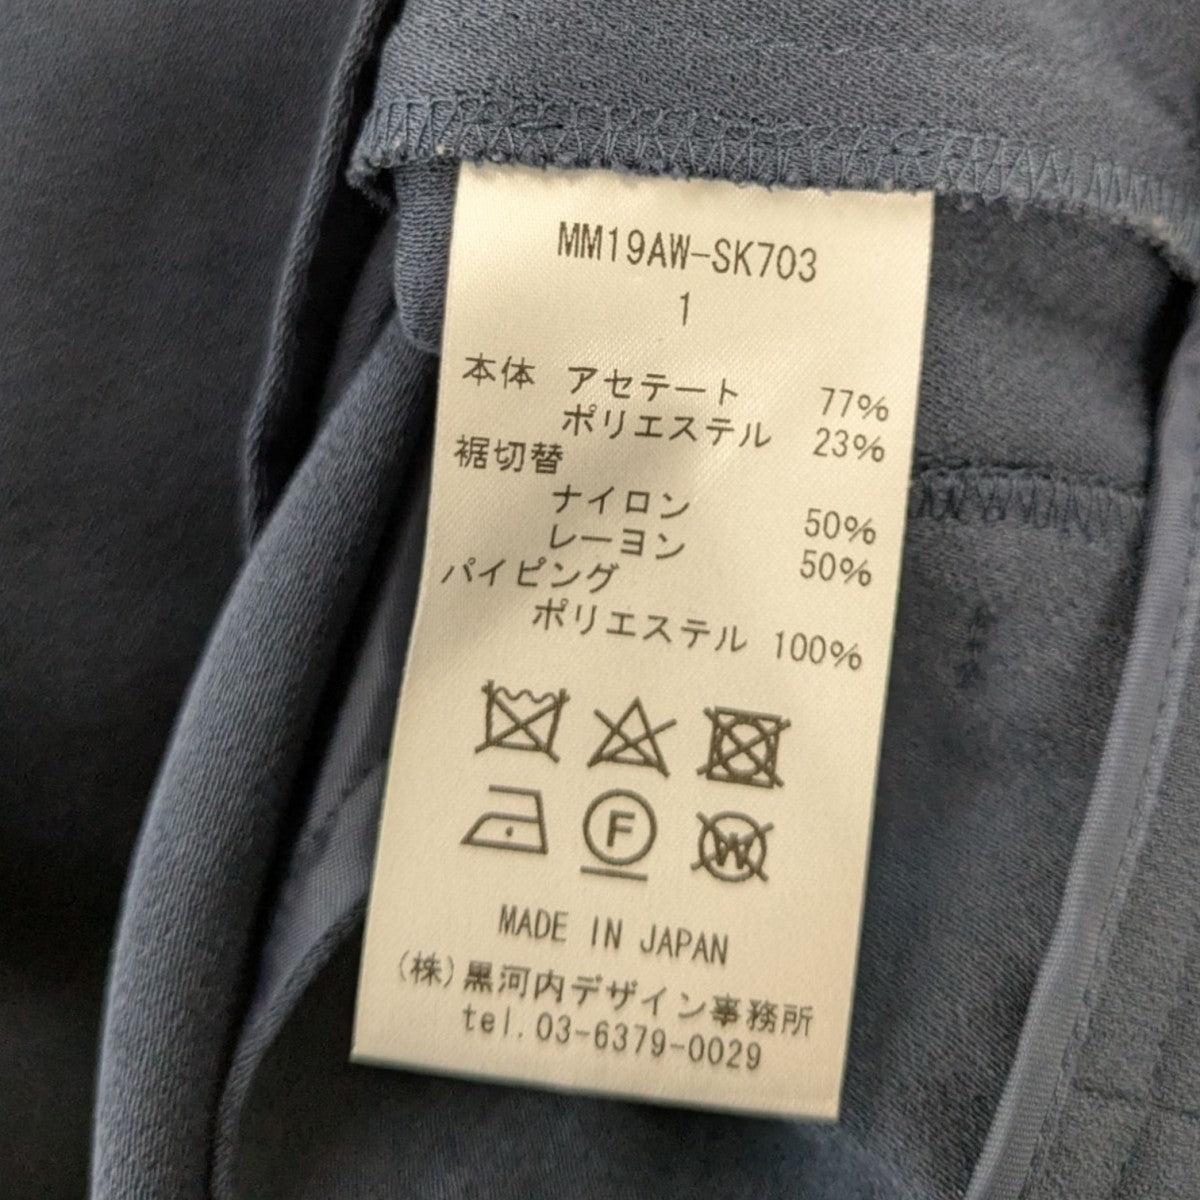 MM19AW-SK703
1
本体 アセテート 77%
ポリエステル 23%
裾切替
ナイロン 50%
レーヨン 50%
パイピング
ポリエステル 100%
F
W
MADE IN JAPAN
(株)黒河内デザイン事務所
tel.03-6379-0029